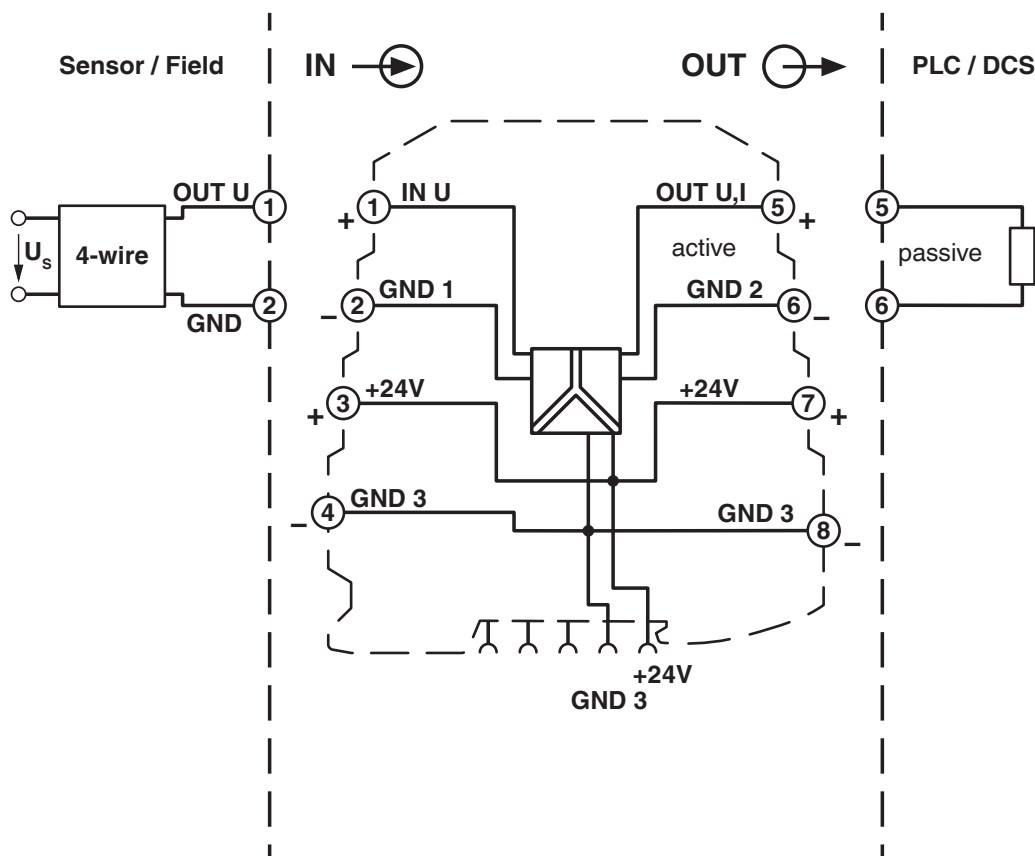 Sensor / Field
IN
OUT
PLC / DCS
OUT U
1
1
IN U
OUT U,I
5
5
+
+
U_S
4-wire
active
passive
GND
2
2
GND 1
GND 2
6
6
–
–
3
+24V
+24V
7
+
+
4
GND 3
GND 3
8
–
–
+24V
GND 3